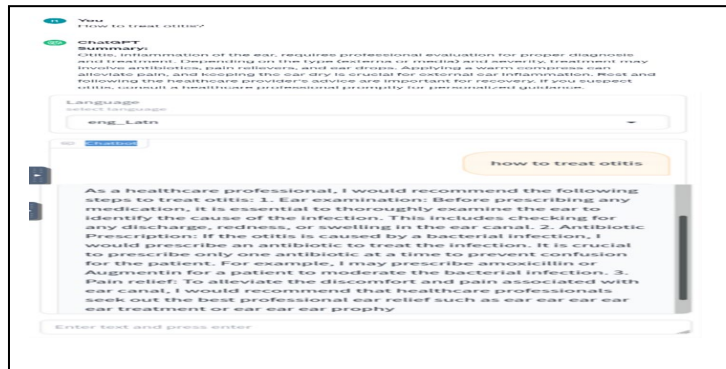 You
How to treat otitis?
ChatGPT
Summary:
Otitis, inflammation of the ear, requires professional evaluation for proper diagnosis
and treatment. Depending on the type (externa or media) and severity, treatment may
involve antibiotics, pain relievers, and ear drops. Applying a warm compress can
alleviate pain, and keeping the ear dry is crucial for external ear inflammation. Rest and
following the healthcare provider's advice are important for recovery. If you suspect
otitis, consult a healthcare professional promptly for personalized guidance.
Language
select language
eng_Latn
Chatbot
how to treat otitis
As a healthcare professional, I would recommend the following
steps to treat otitis: 1. Ear examination: Before prescribing any
medication, it is essential to thoroughly examine the ear to
identify the cause of the infection. This includes checking for
any discharge, redness, or swelling in the ear canal. 2. Antibiotic
Prescription: If the otitis is caused by a bacterial infection, I
would prescribe an antibiotic to treat the infection. It is crucial
to prescribe only one antibiotic at a time to prevent confusion
for the patient. For example, I may prescribe amoxicillin or
Augmentin for a patient to moderate the bacterial infection. 3.
Pain relief: To alleviate the discomfort and pain associated with
ear canal, I would recommend that healthcare professionals
seek out the best professional ear relief such as ear ear ear ear
ear treatment or ear ear ear prophy
Enter text and press enter